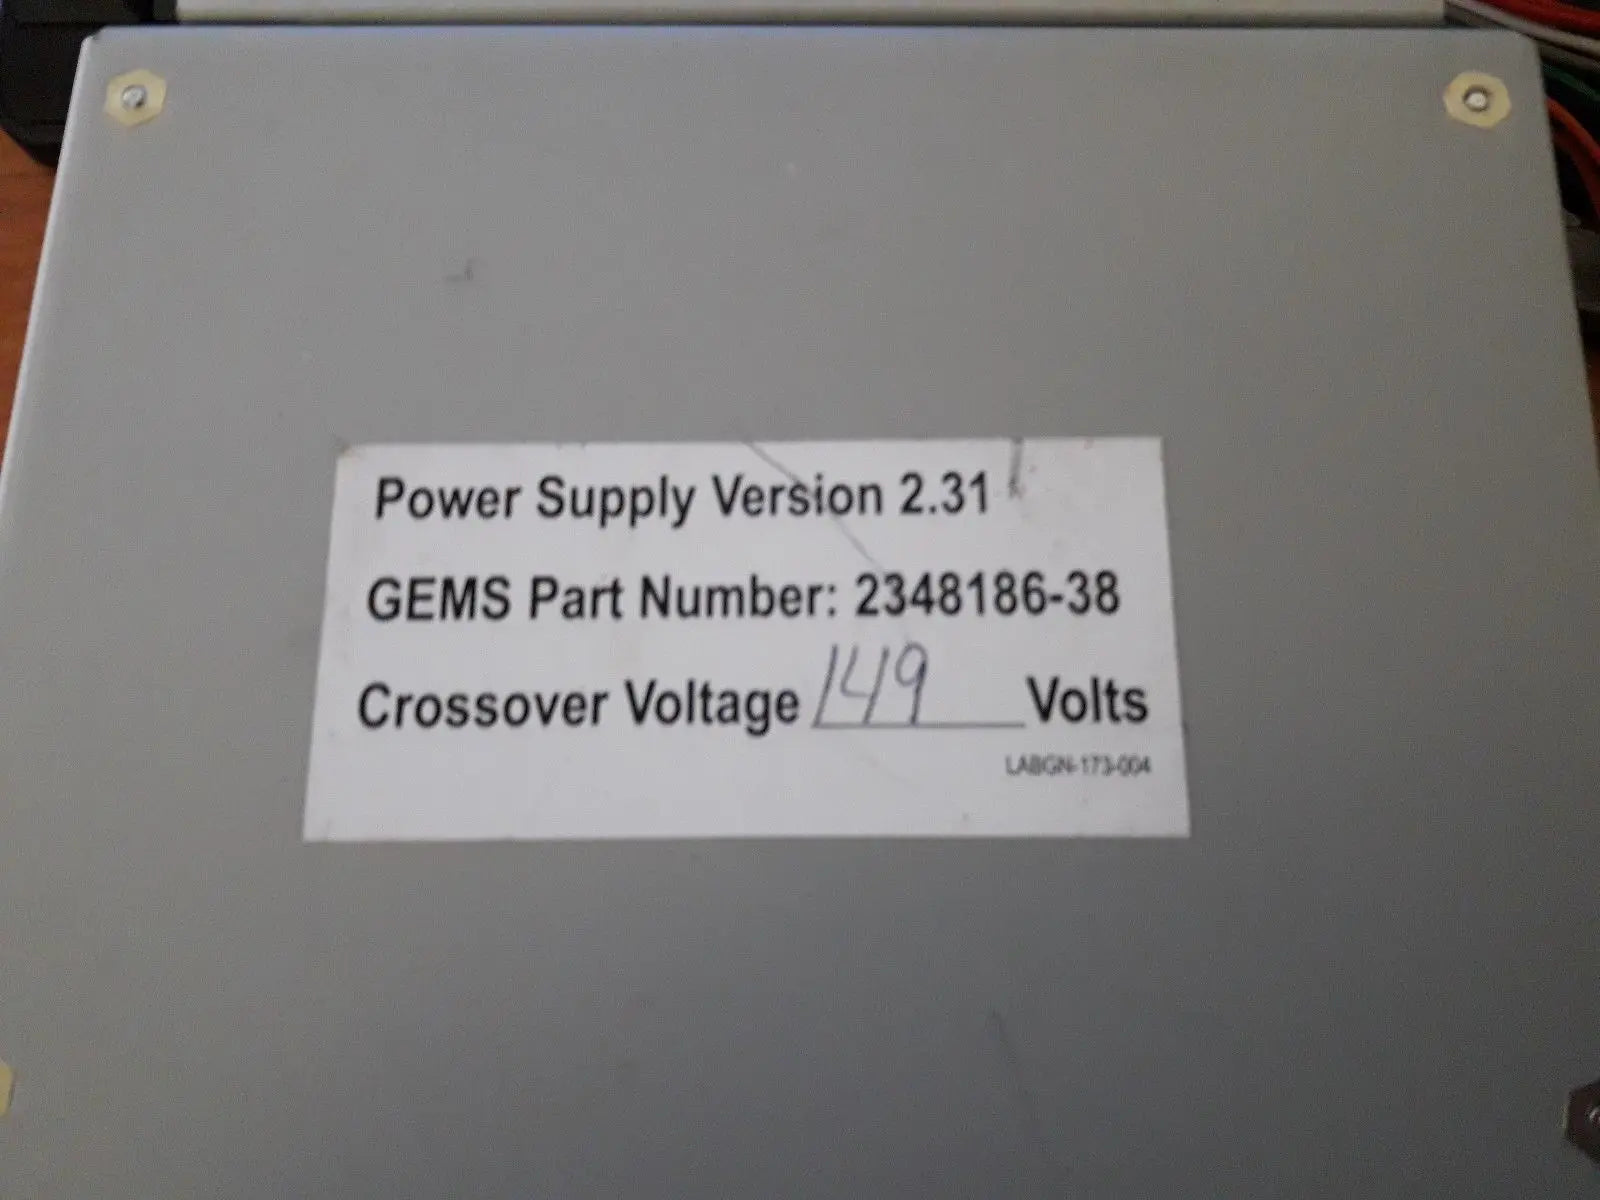 Power Supply Version 2.31
GEMS Part Number: 2348186-38
Crossover Voltage 149 Volts
LABGN-173-004